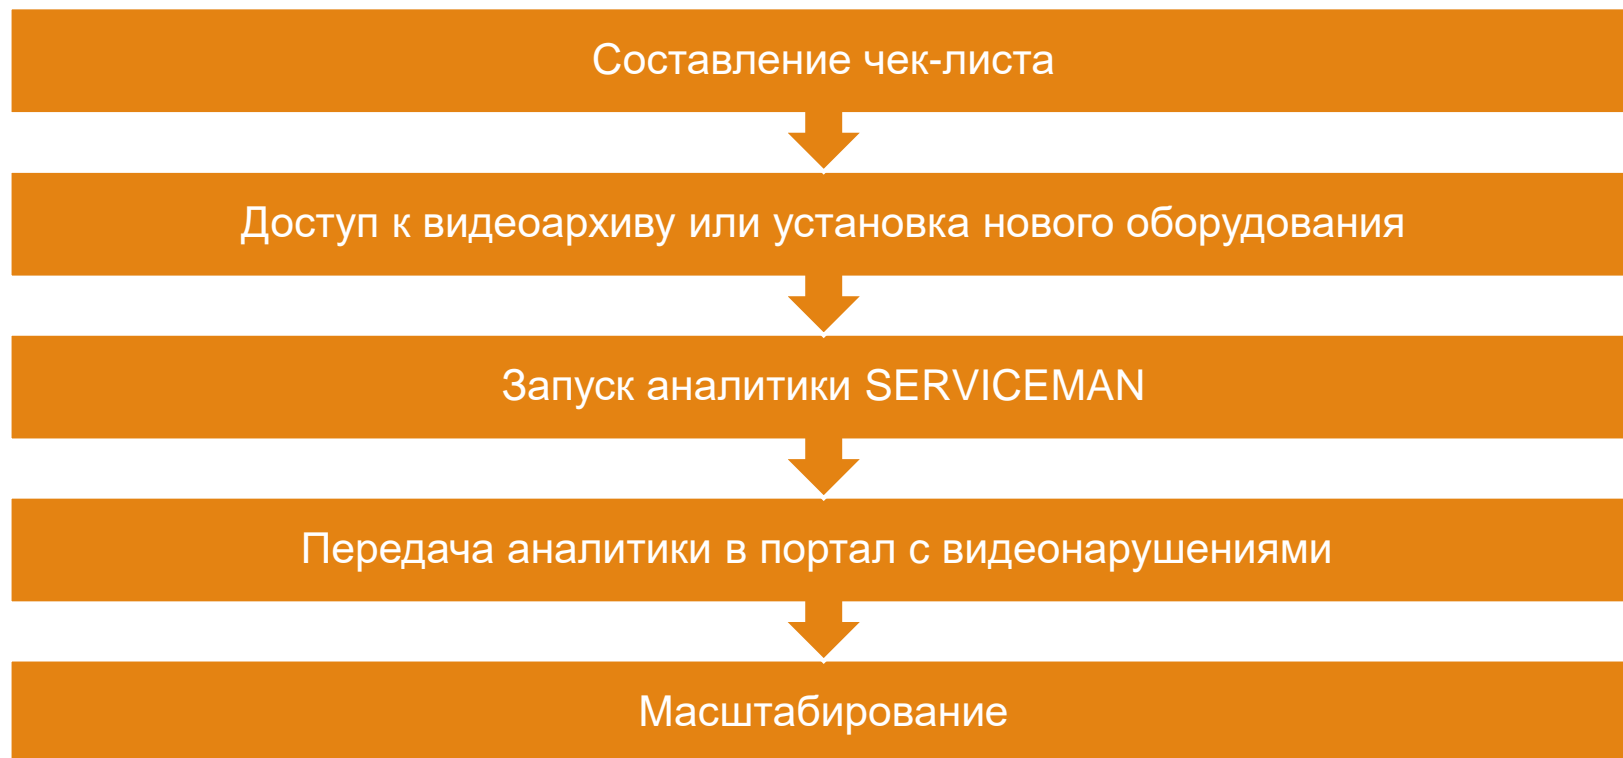 Составление чек-листа
Доступ к видеоархиву или установка нового оборудования
Запуск аналитики SERVICEMAN
Передача аналитики в портал с видеонарушениями
Масштабирование